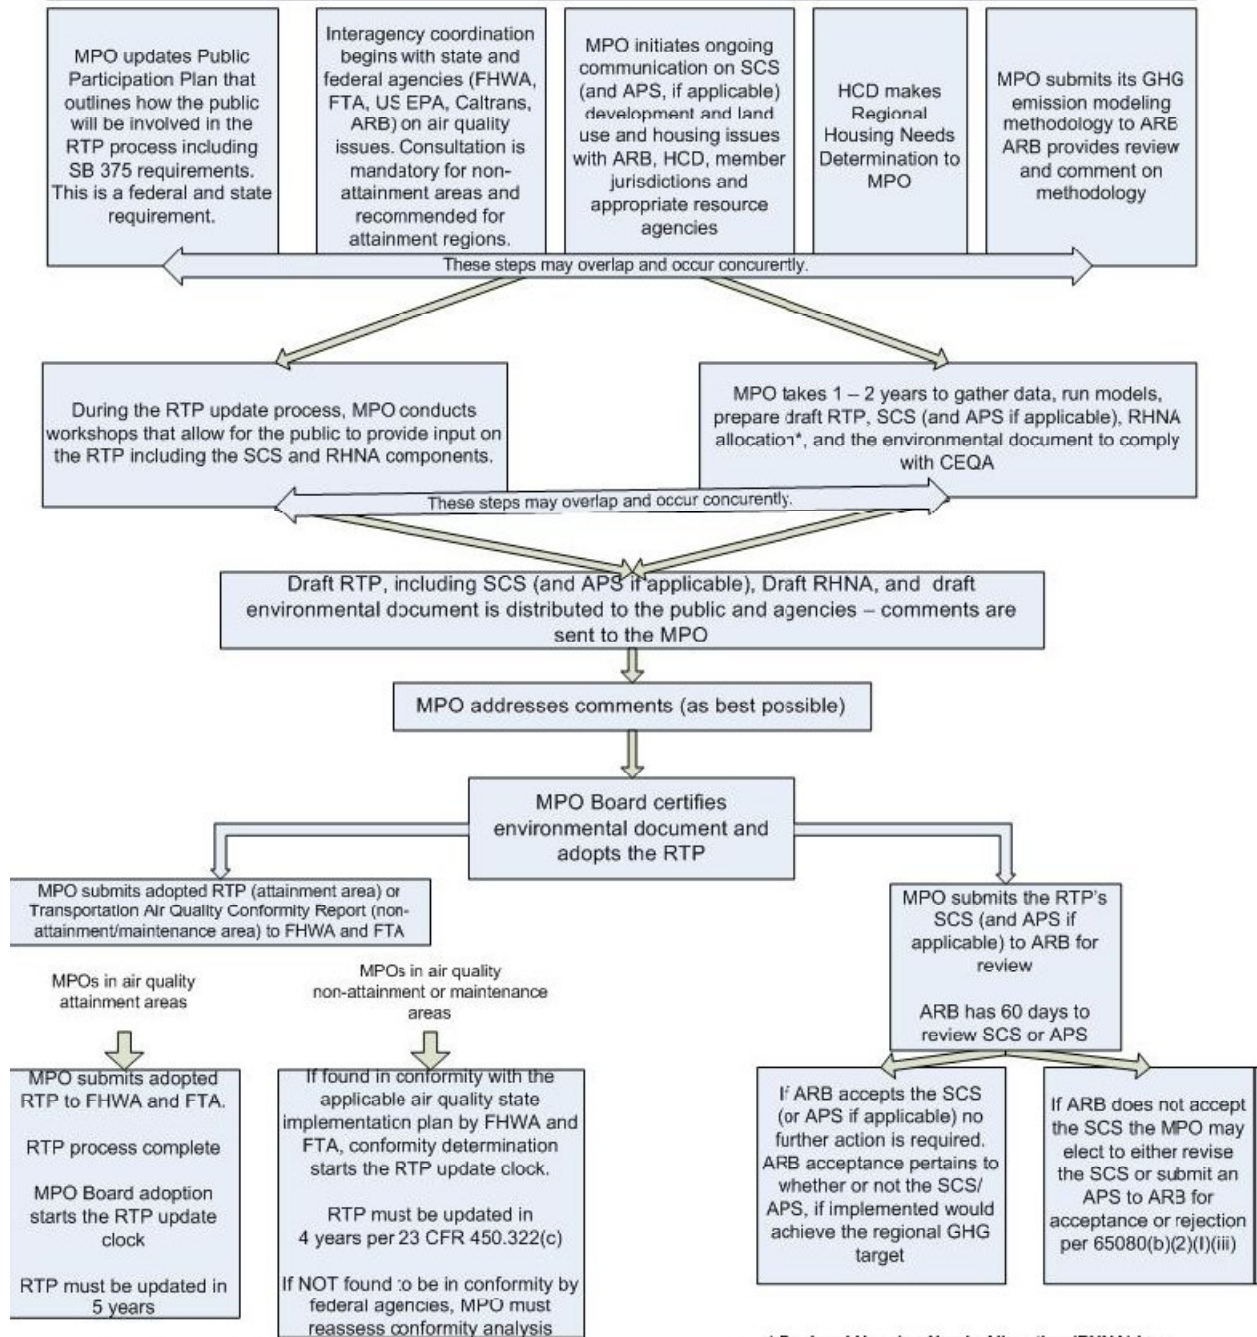 MPO updates Public
Participation Plan that
outlines how the public
will be involved in the
RTP process including
SB 375 requirements.
This is a federal and state
requirement.
Interagency coordination
begins with state and
federal agencies (FHWA,
FTA, US EPA, Caltrans,
ARB) on air quality
issues. Consultation is
mandatory for non-
attainment areas and
recommended for
attainment regions.
MPO initiates ongoing
communication on SCS
(and APS, if applicable)
development and land
use and housing issues
with ARB, HCD, member
jurisdictions and
appropriate resource
agencies
HCD makes
Regional
Housing Needs
Determination to
MPO
MPO submits its GHG
emission modeling
methodology to ARB
ARB provides review
and comment on
methodology
These steps may overlap and occur concurently.
During the RTP update process, MPO conducts
workshops that allow for the public to provide input on
the RTP including the SCS and RHNA components.
MPO takes 1 – 2 years to gather data, run models,
prepare draft RTP, SCS (and APS if applicable), RHNA
allocation*, and the environmental document to comply
with CEQA
These steps may overlap and occur concurently.
Draft RTP, including SCS (and APS if applicable), Draft RHNA, and draft
environmental document is distributed to the public and agencies – comments are
sent to the MPO
MPO addresses comments (as best possible)
MPO Board certifies
environmental document and
adopts the RTP
MPO submits adopted RTP (attainment area) or
Transportation Air Quality Conformity Report (non-
attainment/maintenance area) to FHWA and FTA
MPOs in air quality
attainment areas
MPOs in air quality
non-attainment or maintenance
areas
MPO submits adopted
RTP to FHWA and FTA.
RTP process complete
MPO Board adoption
starts the RTP update
clock
RTP must be updated in
5 years
If found in conformity with the
applicable air quality state
implementation plan by FHWA and
FTA, conformity determination
starts the RTP update clock.
RTP must be updated in
4 years per 23 CFR 450.322(c)
If NOT found to be in conformity by
federal agencies, MPO must
reassess conformity analysis
MPO submits the RTP's
SCS (and APS if
applicable) to ARB for
review
ARB has 60 days to
review SCS or APS
If ARB accepts the SCS
(or APS if applicable) no
further action is required.
ARB acceptance pertains to
whether or not the SCS/
APS, if implemented would
achieve the regional GHG
target
If ARB does not accept
the SCS the MPO may
elect to either revise
the SCS or submit an
APS to ARB for
acceptance or rejection
per 65080(b)(2)(I)(iii)